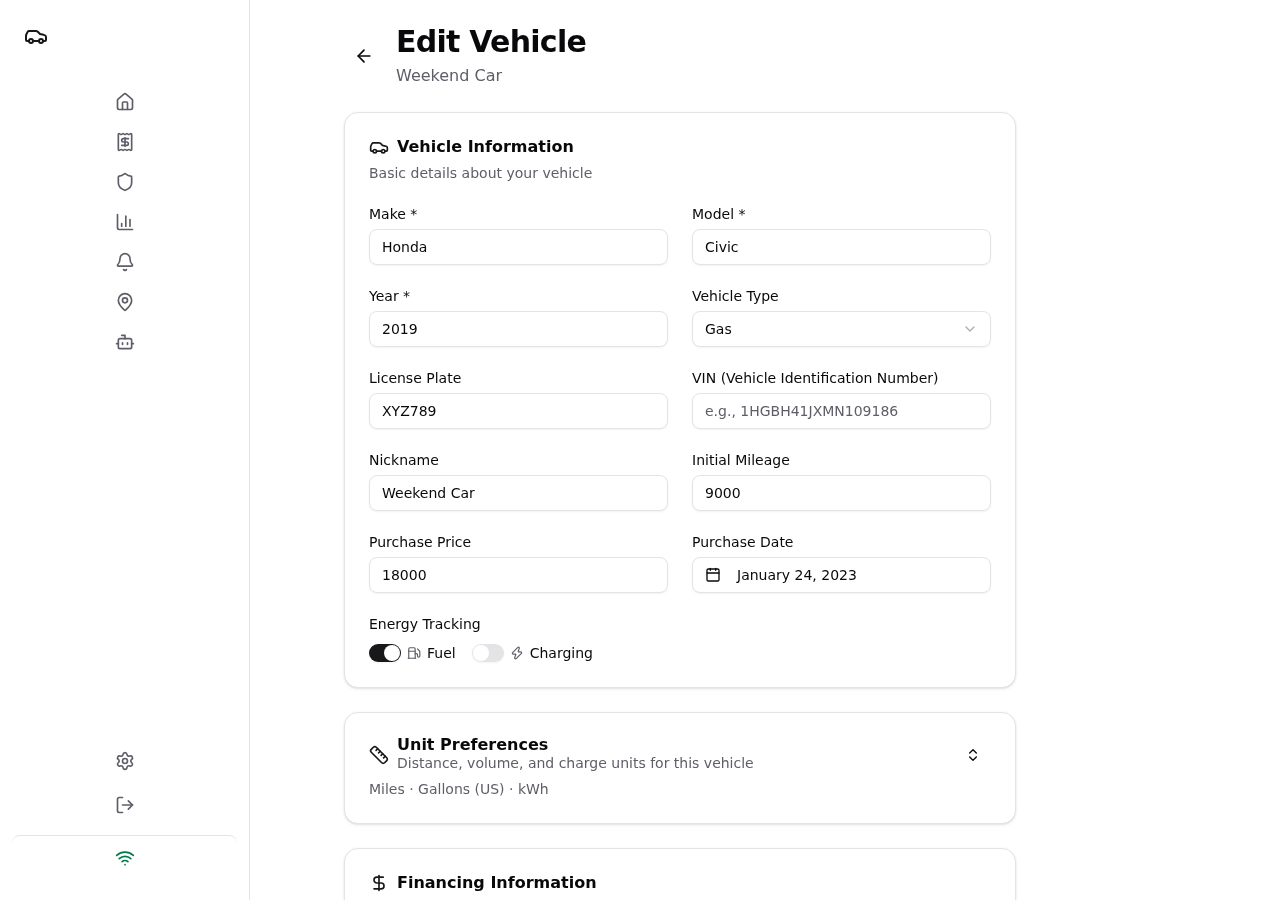 Edit Vehicle
Weekend Car
Vehicle Information
Basic details about your vehicle
Make *
Model *
Honda
Civic
Year *
Vehicle Type
2019
Gas
License Plate
VIN (Vehicle Identification Number)
XYZ789
e.g., 1HGBH41JXMN109186
Nickname
Initial Mileage
Weekend Car
9000
Purchase Price
Purchase Date
18000
January 24, 2023
Energy Tracking
Fuel
Charging
Unit Preferences
Distance, volume, and charge units for this vehicle
Miles · Gallons (US) · kWh
Financing Information